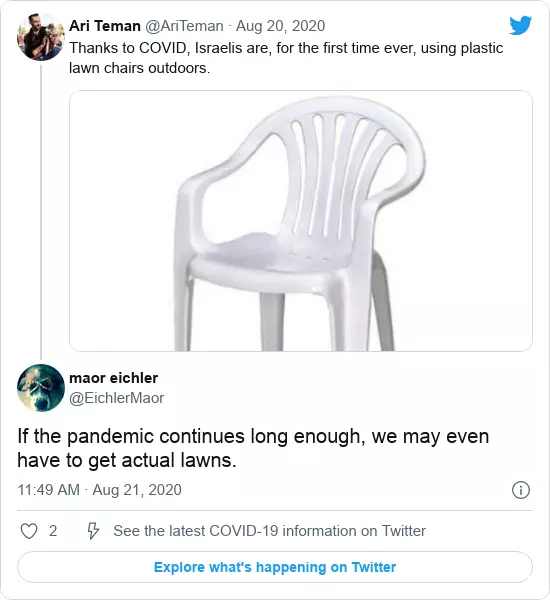 Ari Teman @AriTeman · Aug 20, 2020
Thanks to COVID, Israelis are, for the first time ever, using plastic
lawn chairs outdoors.
maor eichler
@EichlerMaor
If the pandemic continues long enough, we may even
have to get actual lawns.
11:49 AM · Aug 21, 2020
2 See the latest COVID-19 information on Twitter
Explore what's happening on Twitter